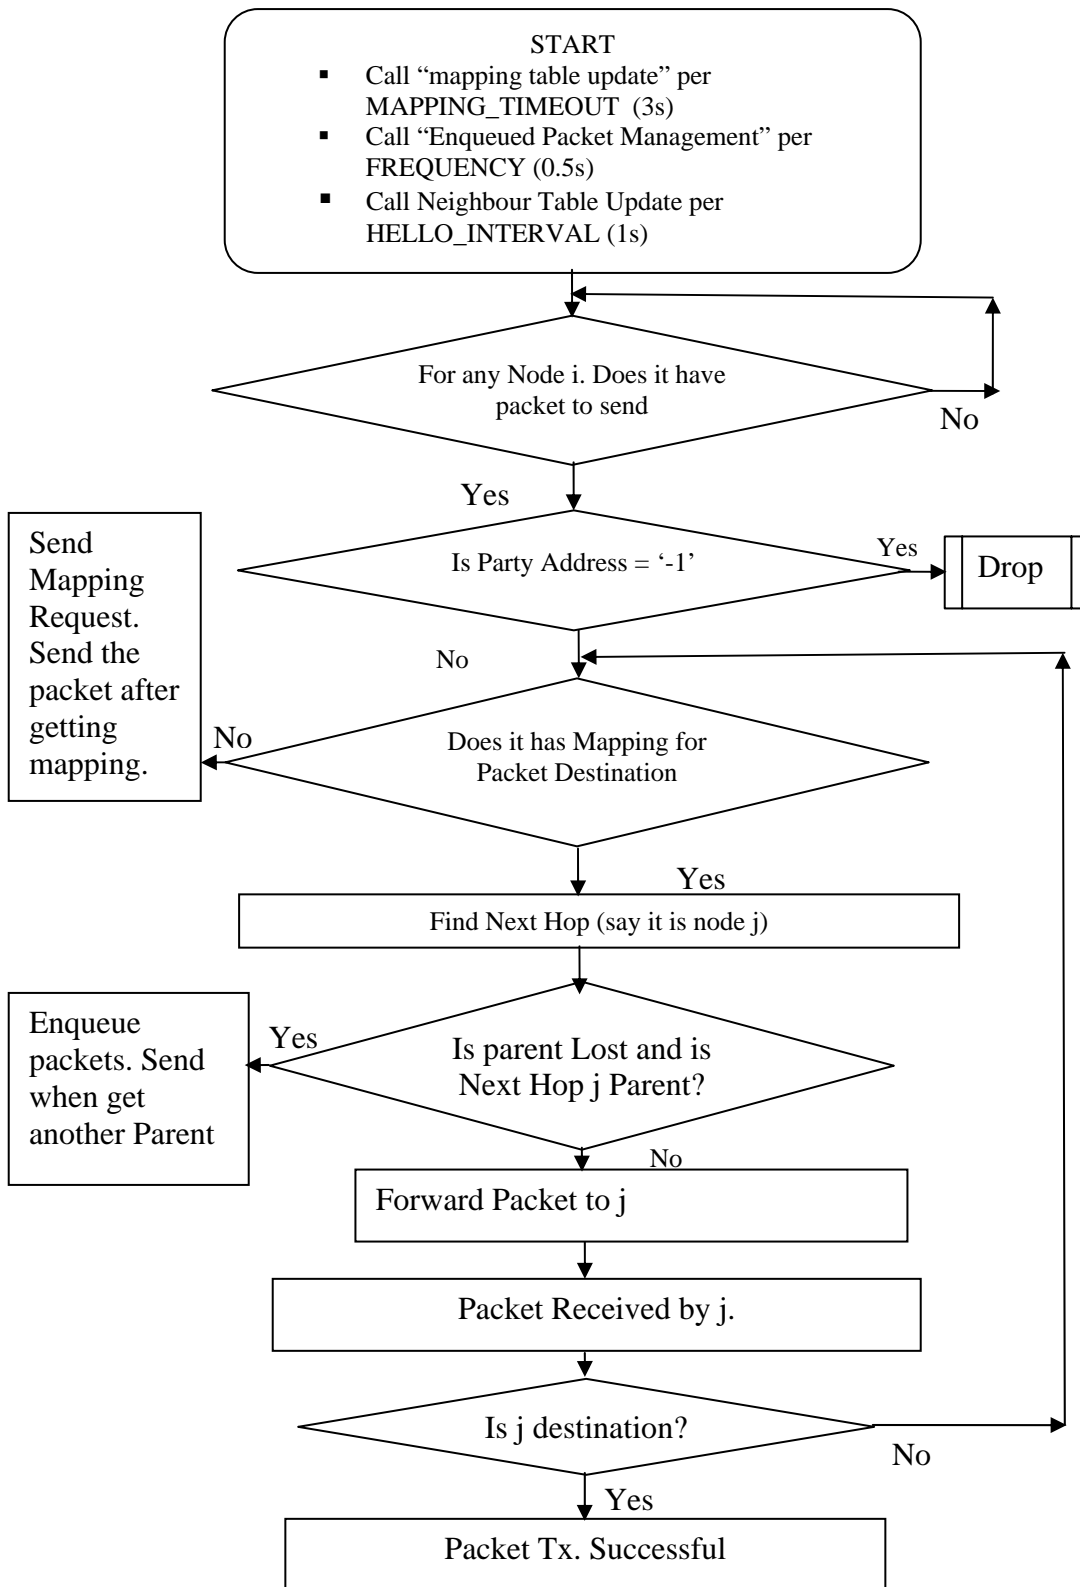 START
▪ Call “mapping table update” per
MAPPING_TIMEOUT (3s)
▪ Call “Enqueued Packet Management” per
FREQUENCY (0.5s)
▪ Call Neighbour Table Update per
HELLO_INTERVAL (1s)
For any Node i. Does it have
packet to send
No
Yes
Is Party Address = ‘-1’
Yes
Drop
Send
Mapping
Request.
Send the
packet after
getting
mapping.
No
No
Does it has Mapping for
Packet Destination
Yes
Find Next Hop (say it is node j)
Enqueue
packets. Send
when get
another Parent
Yes
Is parent Lost and is
Next Hop j Parent?
No
Forward Packet to j
Packet Received by j.
Is j destination?
No
Yes
Packet Tx. Successful